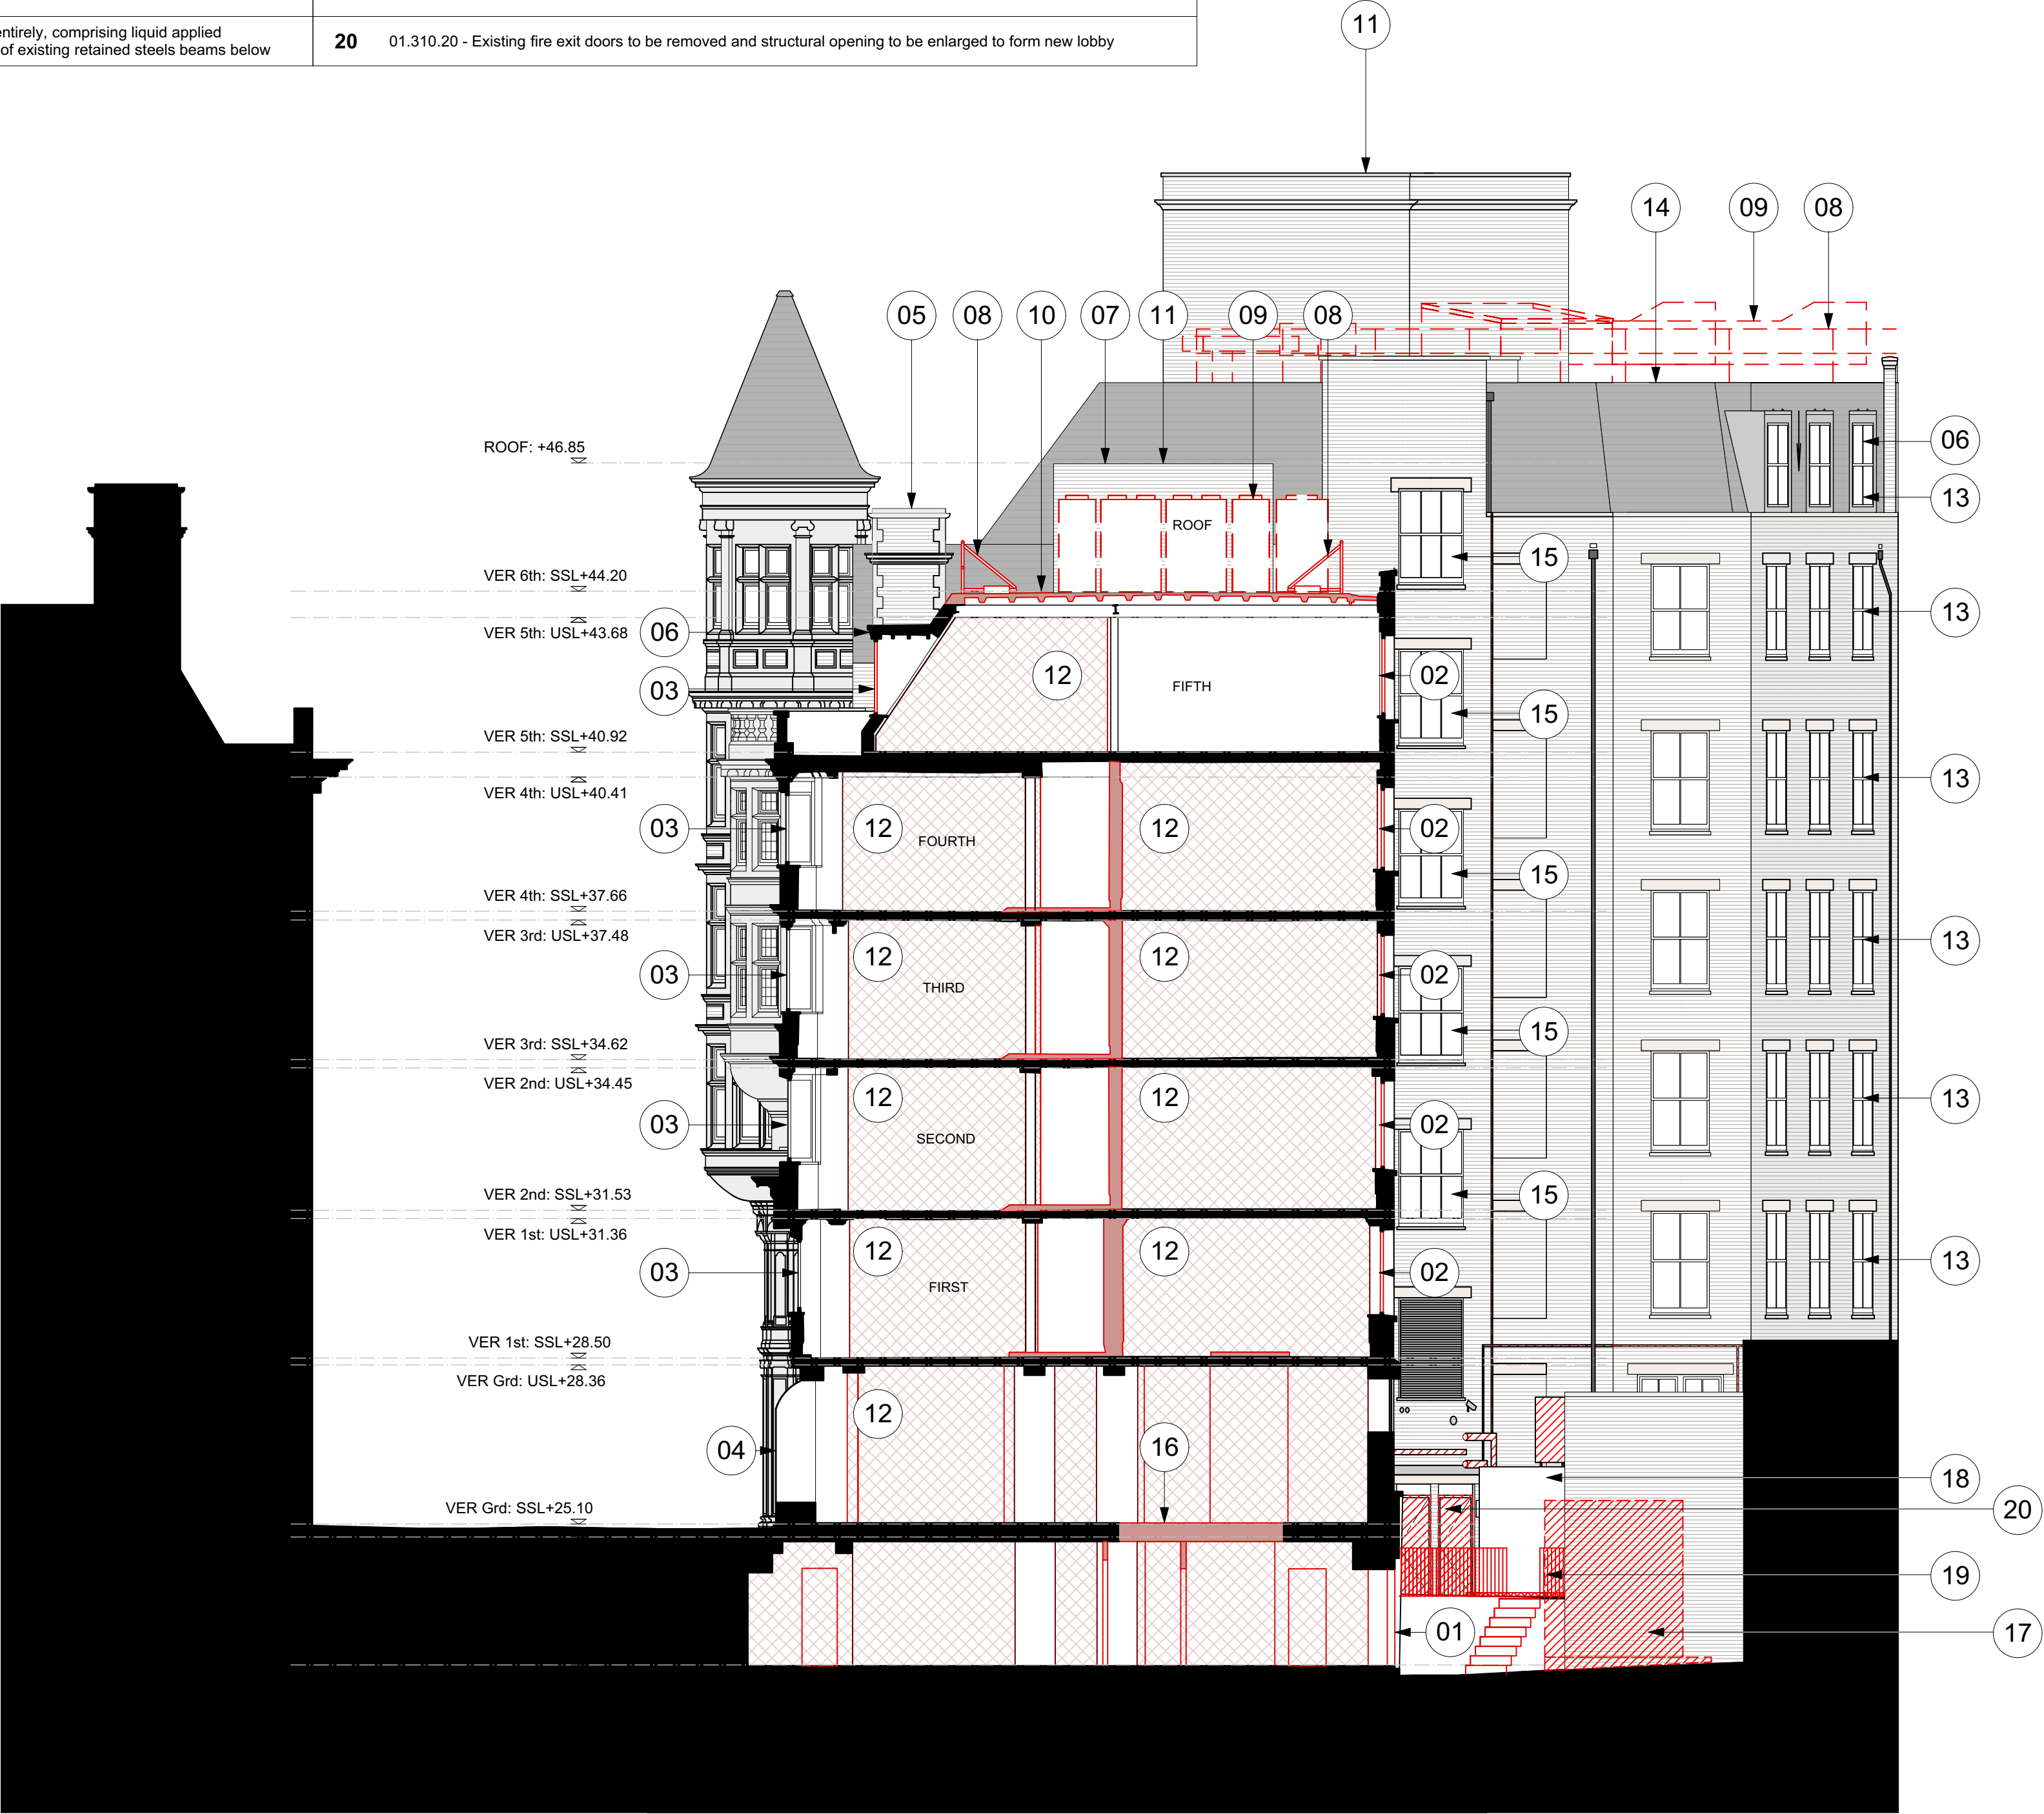 entirely, comprising liquid applied
of existing retained steels beams below
20 01.310.20 - Existing fire exit doors to be removed and structural opening to be enlarged to form new lobby
11
14 09 08
05 08 10 07 11 09 08
ROOF: +46.85
06
13
ROOF
15
VER 6th: SSL+44.20
13
VER 5th: USL+43.68
06
12
FIFTH
02
03
15
VER 5th: SSL+40.92
13
VER 4th: USL+40.41
03
12
FOURTH
12
02
15
VER 4th: SSL+37.66
VER 3rd: USL+37.48
13
12
12
03
THIRD
02
15
VER 3rd: SSL+34.62
VER 2nd: USL+34.45
12
12
13
03
SECOND
02
VER 2nd: SSL+31.53
15
VER 1st: USL+31.36
12
12
13
03
FIRST
02
VER 1st: SSL+28.50
VER Grd: USL+28.36
12
04
16
18
VER Grd: SSL+25.10
20
19
01
17